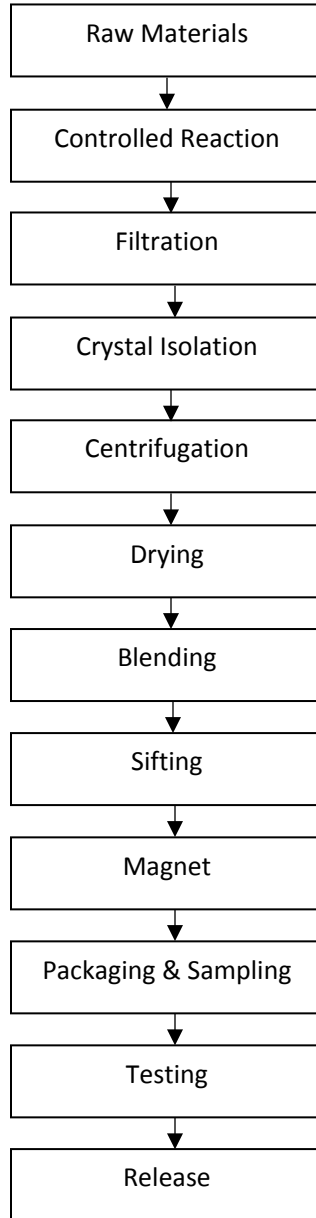 Raw Materials
Controlled Reaction
Filtration
Crystal Isolation
Centrifugation
Drying
Blending
Sifting
Magnet
Packaging & Sampling
Testing
Release